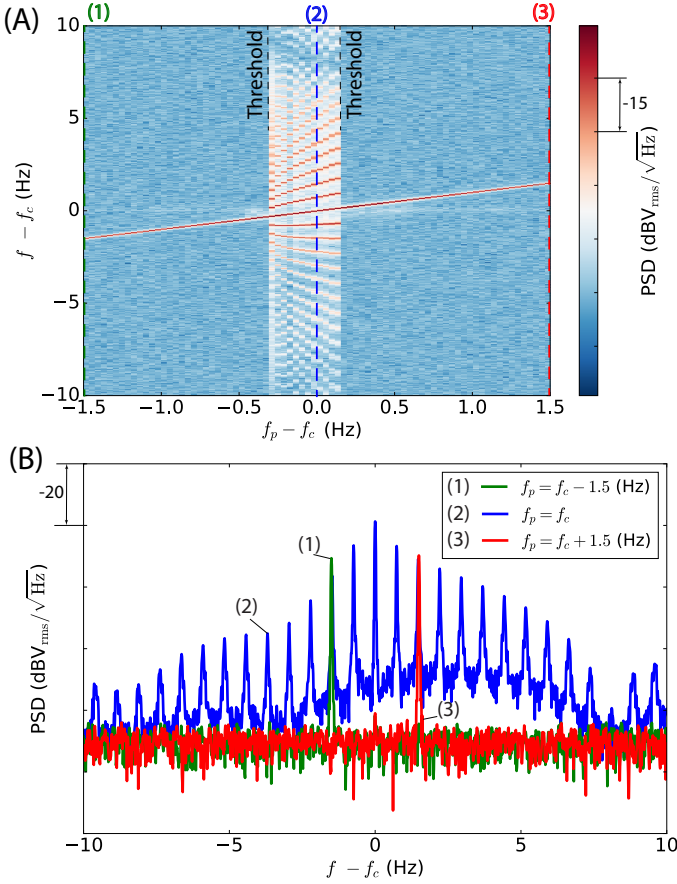 (A)
(1)
(2)
(3)
10
5
0
−5
−10
f − f_c (Hz)
Threshold
Threshold
−1.5
−1.0
−0.5
0.0
0.5
1.0
1.5
f_p − f_c (Hz)
-15
PSD (dBV_rms/√Hz)
(B)
-20
(1)
(2)
(3)
(1) f_p = f_c − 1.5 (Hz)
(2) f_p = f_c
(3) f_p = f_c + 1.5 (Hz)
PSD (dBV_rms/√Hz)
−10
−5
0
5
10
f − f_c (Hz)